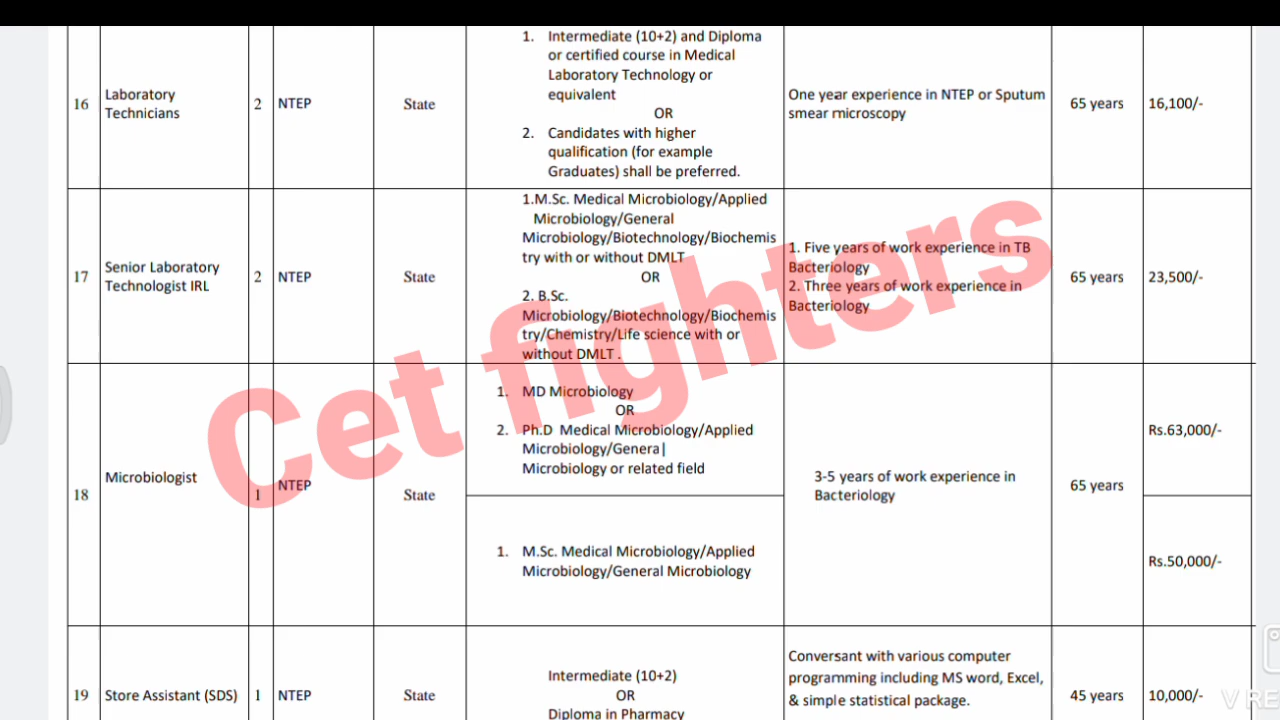 16
Laboratory
Technicians
2
NTEP
State
1. Intermediate (10+2) and Diploma
or certified course in Medical
Laboratory Technology or
equivalent
OR
2. Candidates with higher
qualification (for example
Graduates) shall be preferred.
One year experience in NTEP or Sputum
smear microscopy
65 years
16,100/-
17
Senior Laboratory
Technologist IRL
2
NTEP
State
1.M.Sc. Medical Microbiology/Applied
Microbiology/General
Microbiology/Biotechnology/Biochemis
try with or without DMLT
OR
2. B.Sc.
Microbiology/Biotechnology/Biochemis
try/Chemistry/Life science with or
without DMLT .
1. Five years of work experience in TB
Bacteriology
2. Three years of work experience in
Bacteriology
65 years
23,500/-
18
Microbiologist
1
NTEP
State
1. MD Microbiology
OR
2. Ph.D Medical Microbiology/Applied
Microbiology/General
Microbiology or related field
1. M.Sc. Medical Microbiology/Applied
Microbiology/General Microbiology
3-5 years of work experience in
Bacteriology
65 years
Rs.63,000/-
Rs.50,000/-
19
Store Assistant (SDS)
1
NTEP
State
Intermediate (10+2)
OR
Diploma in Pharmacy
Conversant with various computer
programming including MS word, Excel,
& simple statistical package.
45 years
10,000/-
Cet fighters
V RE